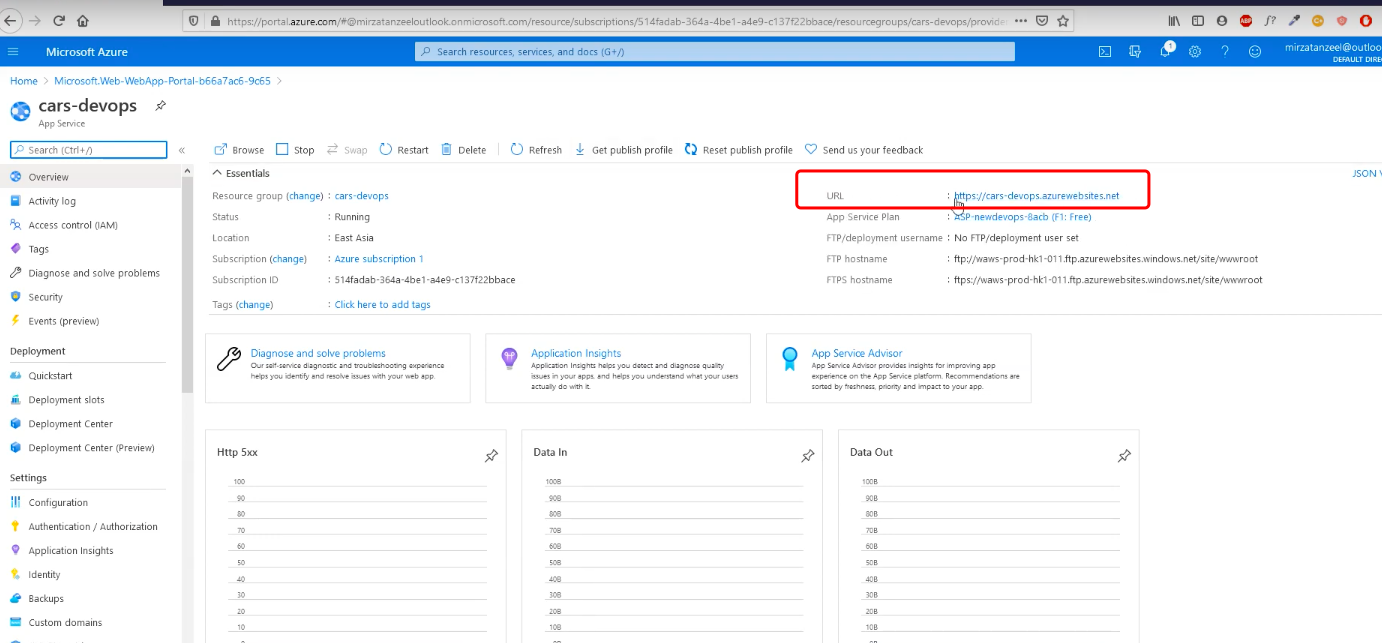 https://portal.azure.com/#@mirzatanzeeloutlook.onmicrosoft.com/resource/subscriptions/514fadab-364a-4be1-a4e9-c137f22bbace/resourcegroups/cars-devops/provide
Microsoft Azure
Search resources, services, and docs (G+/)
1
mirzatanzeel@outloo
DEFAULT DIRE
Home > Microsoft.Web-WebApp-Portal-b66a7ac6-9c65 >
cars-devops
App Service
Search (Ctrl+/)
«
Browse Stop Swap Restart Delete Refresh Get publish profile Reset publish profile Send us your feedback
Overview
Activity log
Access control (IAM)
Tags
Diagnose and solve problems
Security
Events (preview)
Deployment
Quickstart
Deployment slots
Deployment Center
Deployment Center (Preview)
Settings
Configuration
Authentication / Authorization
Application Insights
Identity
Backups
Custom domains
Essentials
JSON V
Resource group (change) : cars-devops
Status : Running
Location : East Asia
Subscription (change) : Azure subscription 1
Subscription ID : 514fadab-364a-4be1-a4e9-c137f22bbace
Tags (change) : Click here to add tags
URL : https://cars-devops.azurewebsites.net
App Service Plan : ASP-newdevops-8acb (F1: Free)
FTP/deployment username : No FTP/deployment user set
FTP hostname : ftp://waws-prod-hk1-011.ftp.azurewebsites.windows.net/site/wwwroot
FTPS hostname : ftps://waws-prod-hk1-011.ftp.azurewebsites.windows.net/site/wwwroot
Diagnose and solve problems
Our self-service diagnostic and troubleshooting experience
helps you identify and resolve issues with your web app.
Application Insights
Application Insights helps you detect and diagnose quality
issues in your apps, and helps you understand what your users
actually do with it.
App Service Advisor
App Service Advisor provides insights for improving app
experience on the App Service platform. Recommendations are
sorted by freshness, priority and impact to your app.
Http 5xx
100
90
80
70
60
50
40
30
20
10
Data In
100B
90B
80B
70B
60B
50B
40B
30B
20B
10B
Data Out
100B
90B
80B
70B
60B
50B
40B
30B
20B
10B